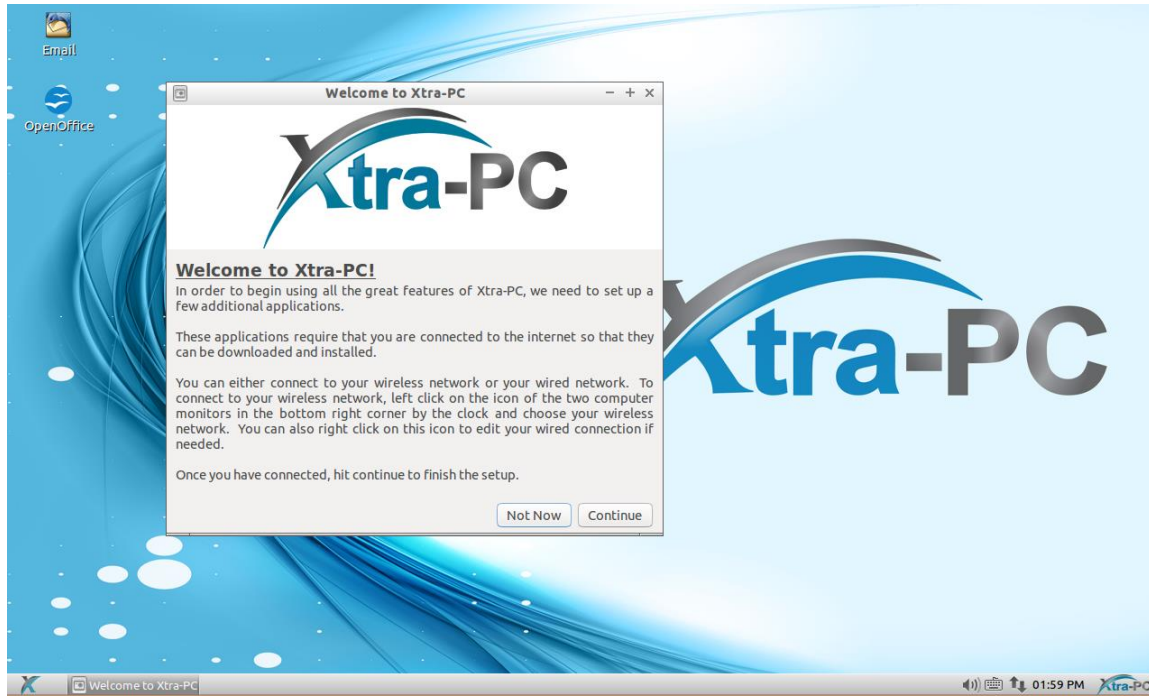 Email
OpenOffice
Welcome to Xtra-PC
Xtra-PC
Welcome to Xtra-PC!
In order to begin using all the great features of Xtra-PC, we need to set up a
few additional applications.
These applications require that you are connected to the internet so that they
can be downloaded and installed.
You can either connect to your wireless network or your wired network. To
connect to your wireless network, left click on the icon of the two computer
monitors in the bottom right corner by the clock and choose your wireless
network. You can also right click on this icon to edit your wired connection if
needed.
Once you have connected, hit continue to finish the setup.
Not Now Continue
Xtra-PC
Welcome to Xtra-PC
01:59 PM
Xtra-PC